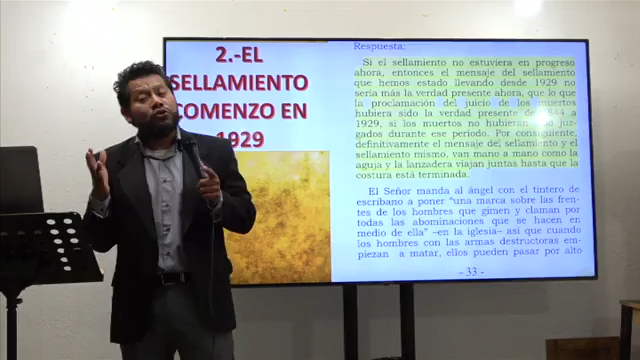 2.-EL
SELLAMIENTO
COMENZO EN
1929
Respuesta:
Si el sellamiento no estuviera en progreso
ahora, entonces el mensaje del sellamiento
que hemos estado llevando desde 1929 no
sería más la verdad presente ahora, que lo que
la proclamación del juicio de los muertos
hubiera sido la verdad presente de 1844 a
1929, si los muertos no hubieran
gados durante ese periodo. Por consiguiente,
definitivamente el mensaje del sellamiento y
el sellamiento mismo, van mano a mano como la
aguja y la lanzadera viajan juntas hasta que la
costura está terminada.
El Señor manda al ángel con el tintero de
escribano a poner "una marca sobre las fren-
tes de los hombres que gimen y claman por
todas las abominaciones que se hacen en
medio de ella" –en la iglesia– así que cuando
los hombres con las armas destructoras em-
piezan a matar, ellos pueden pasar por alto
- 33 -